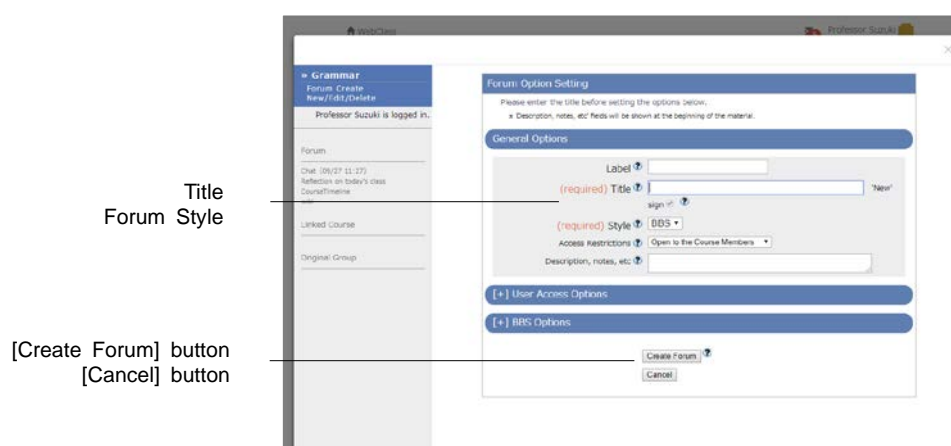 WebClass
Professor Suzuki
» Grammar
Forum Create
New/Edit/Delete
Professor Suzuki is logged in.
Forum
Chat (09/27 11:27)
Reflection on today's class
CourseTimeline
Linked Course
Original Group
Title
Forum Style
[Create Forum] button
[Cancel] button
Forum Option Setting
Please enter the title before setting the options below.
Description, notes, etc' fields will be shown at the beginning of the material.
General Options
Label
(required) Title 'New'
sign
(required) Style BBS
Access Restrictions Open to the Course Members
Description, notes, etc
[+] User Access Options
[+] BBS Options
Create Forum
Cancel